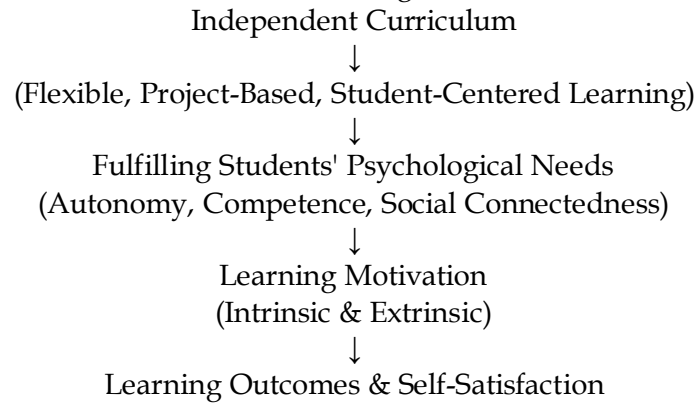 Independent Curriculum
↓
(Flexible, Project-Based, Student-Centered Learning)
↓
Fulfilling Students' Psychological Needs
(Autonomy, Competence, Social Connectedness)
↓
Learning Motivation
(Intrinsic & Extrinsic)
↓
Learning Outcomes & Self-Satisfaction